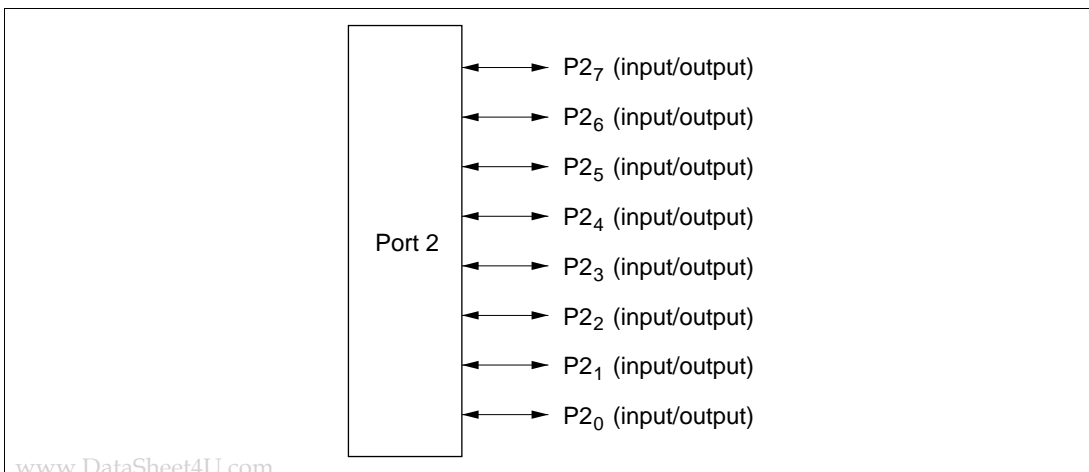 P2₇ (input/output)
P2₆ (input/output)
P2₅ (input/output)
P2₄ (input/output)
Port 2
P2₃ (input/output)
P2₂ (input/output)
P2₁ (input/output)
P2₀ (input/output)
www.DataSheet4U.com